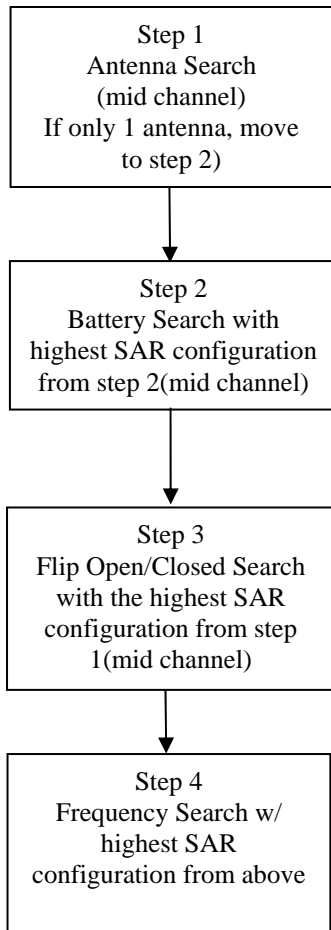 Step 1
Antenna Search
(mid channel)
If only 1 antenna, move
to step 2)
Step 2
Battery Search with
highest SAR configuration
from step 2(mid channel)
Step 3
Flip Open/Closed Search
with the highest SAR
configuration from step
1(mid channel)
Step 4
Frequency Search w/
highest SAR
configuration from above